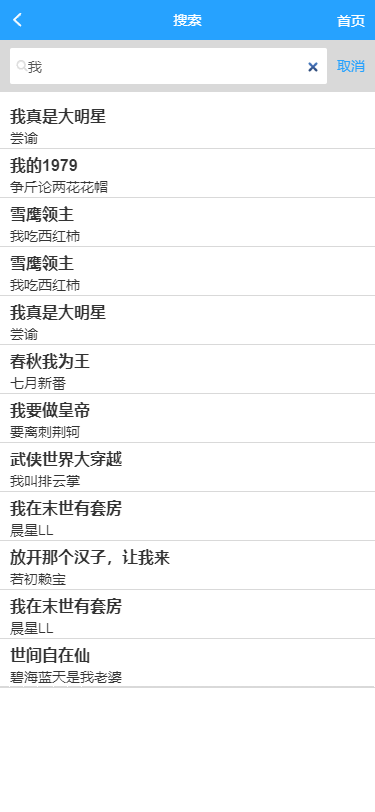 搜索 首页
我 取消
我真是大明星
尝谕
我的1979
争斤论两花花帽
雪鹰领主
我吃西红柿
雪鹰领主
我吃西红柿
我真是大明星
尝谕
春秋我为王
七月新番
我要做皇帝
要离刺荆轲
武侠世界大穿越
我叫排云掌
我在末世有套房
晨星LL
放开那个汉子，让我来
若初赖宝
我在末世有套房
晨星LL
世间自在仙
碧海蓝天是我老婆